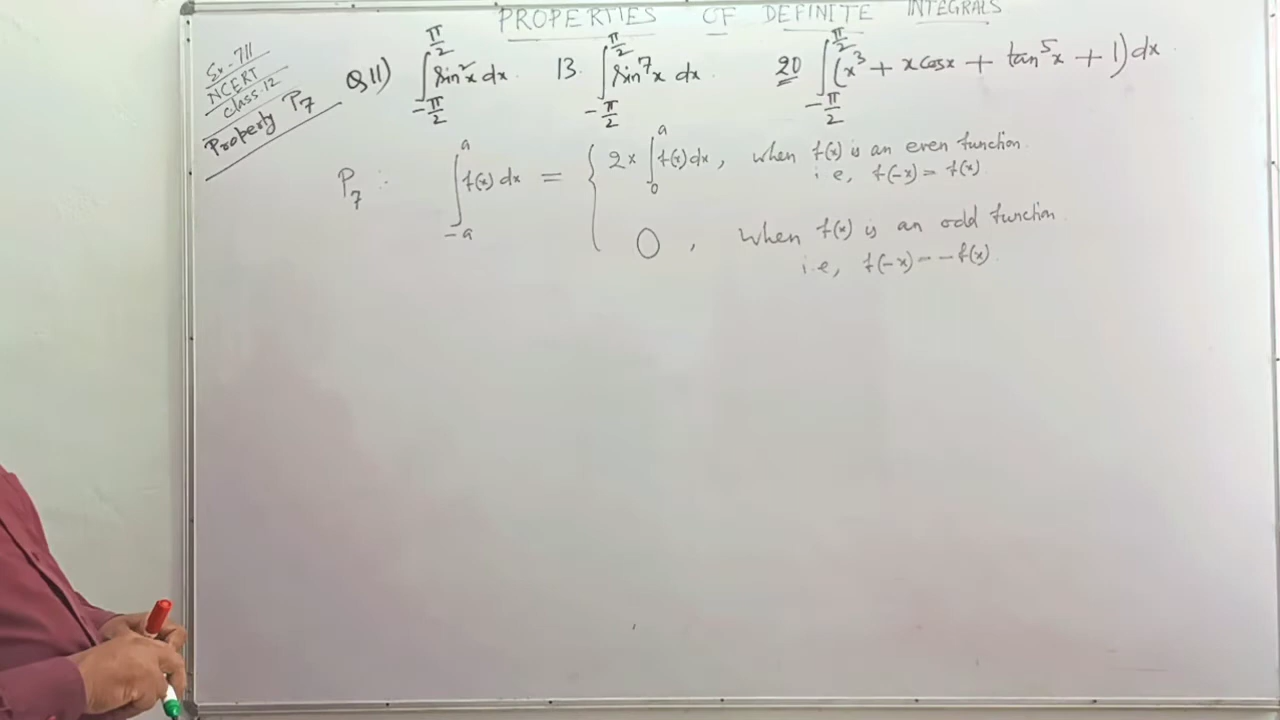 PROPERTIES OF DEFINITE INTEGRALS
Ex-7.11
NCERT
class-12
Property P₇
Q11) ∫_{-π/2}^{π/2} sin²x dx. 13. ∫_{-π/2}^{π/2} sin⁷x dx. 20 ∫_{-π/2}^{π/2} (x³ + x cosx + tan⁵x + 1) dx
P₇ : ∫_{-a}^{a} f(x) dx = { 2x ∫_{0}^{a} f(x) dx, when f(x) is an even function.
i.e, f(-x) = f(x)
0, when f(x) is an odd function
i.e, f(-x) = -f(x).